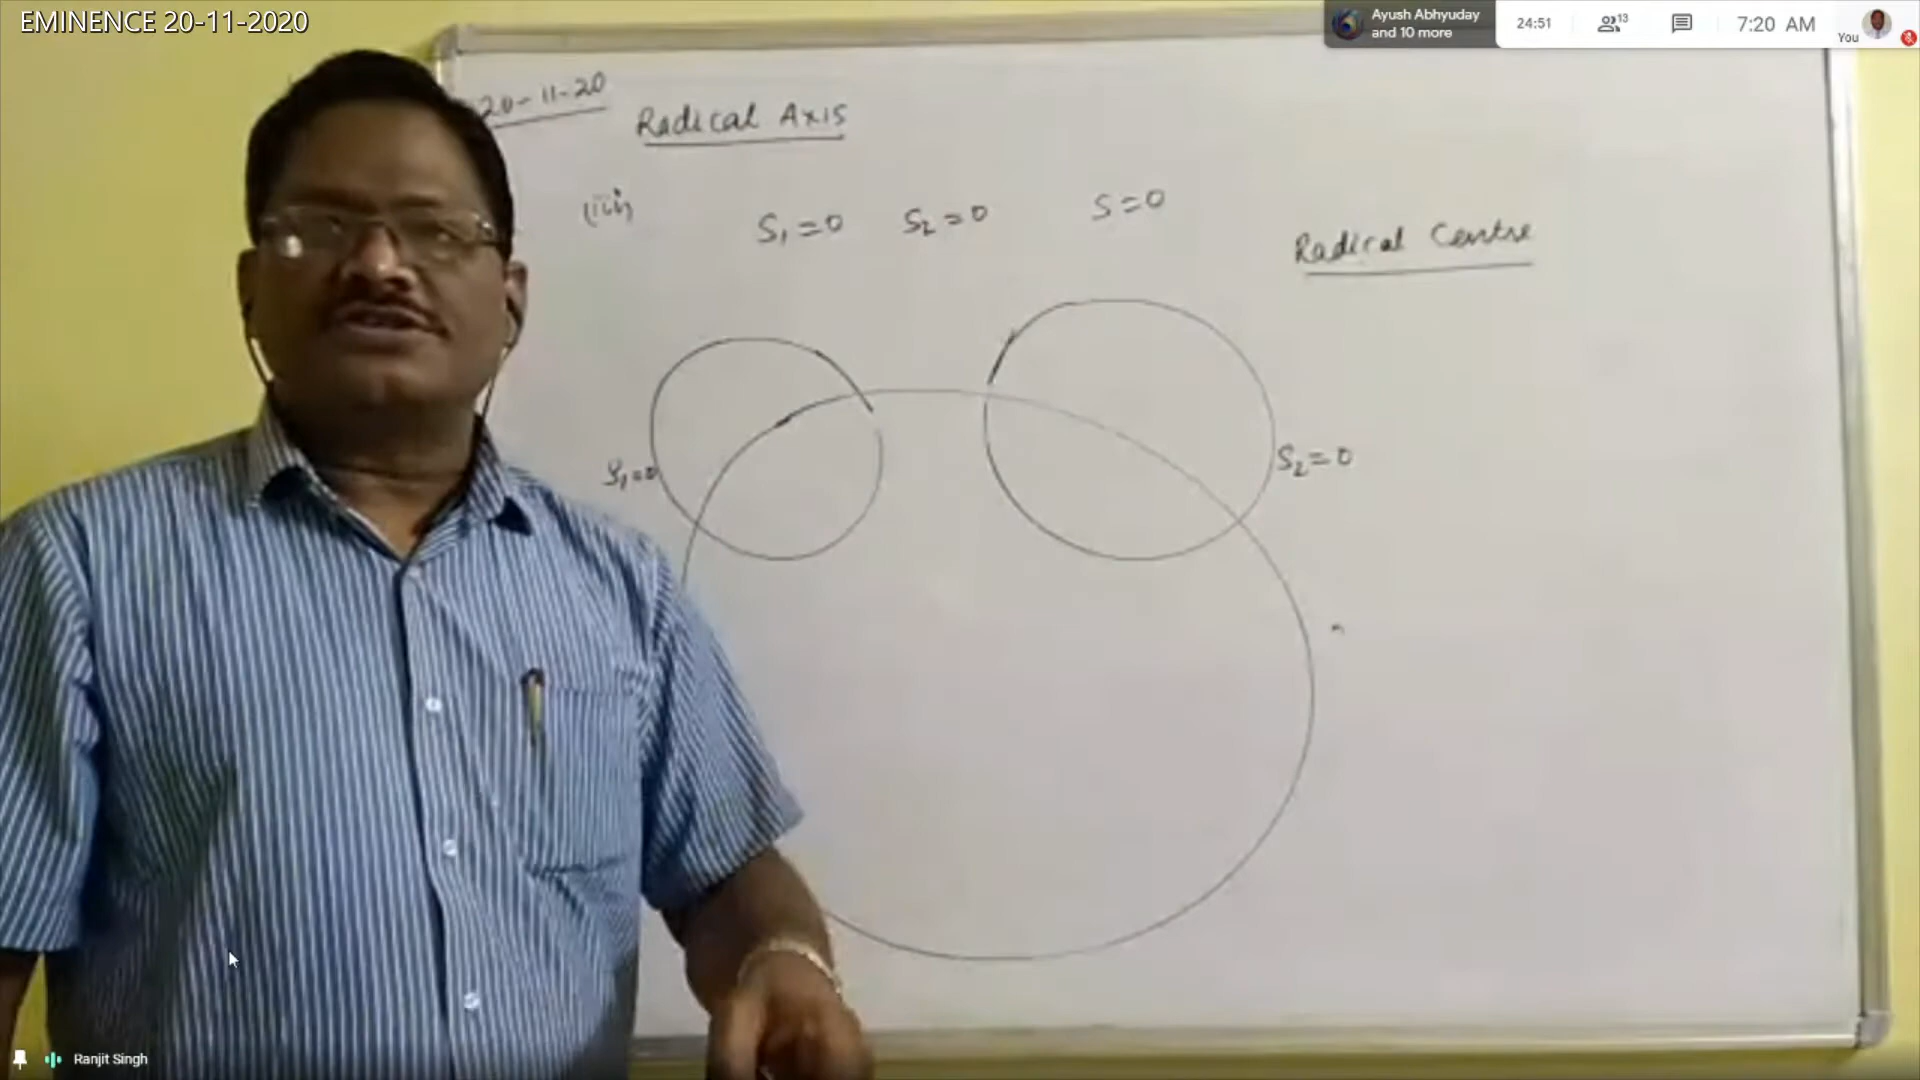 EMINENCE 20-11-2020
Ayush Abhyuday
and 10 more
24:51
13
7:20 AM
You
20-11-20
Radical Axis
(iii)
S₁=0 S₂=0 S=0
Radical Centre
S₁=0
S₂=0
Ranjit Singh